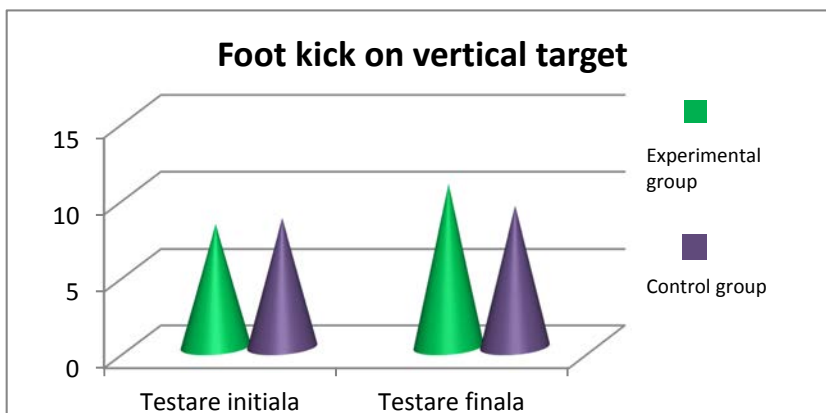 Foot kick on vertical target
15
10
5
0
Testare initiala
Testare finala
Experimental
group
Control group